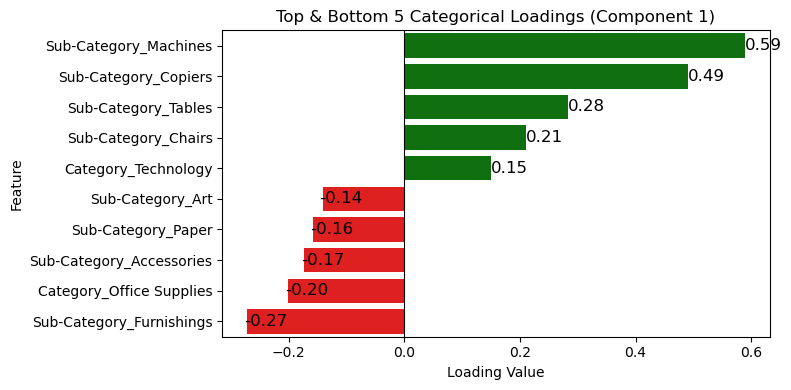 Top & Bottom 5 Categorical Loadings (Component 1)
Feature
Sub-Category_Machines 0.59
Sub-Category_Copiers 0.49
Sub-Category_Tables 0.28
Sub-Category_Chairs 0.21
Category_Technology 0.15
Sub-Category_Art -0.14
Sub-Category_Paper -0.16
Sub-Category_Accessories -0.17
Category_Office Supplies -0.20
Sub-Category_Furnishings -0.27
−0.2 0.0 0.2 0.4 0.6
Loading Value